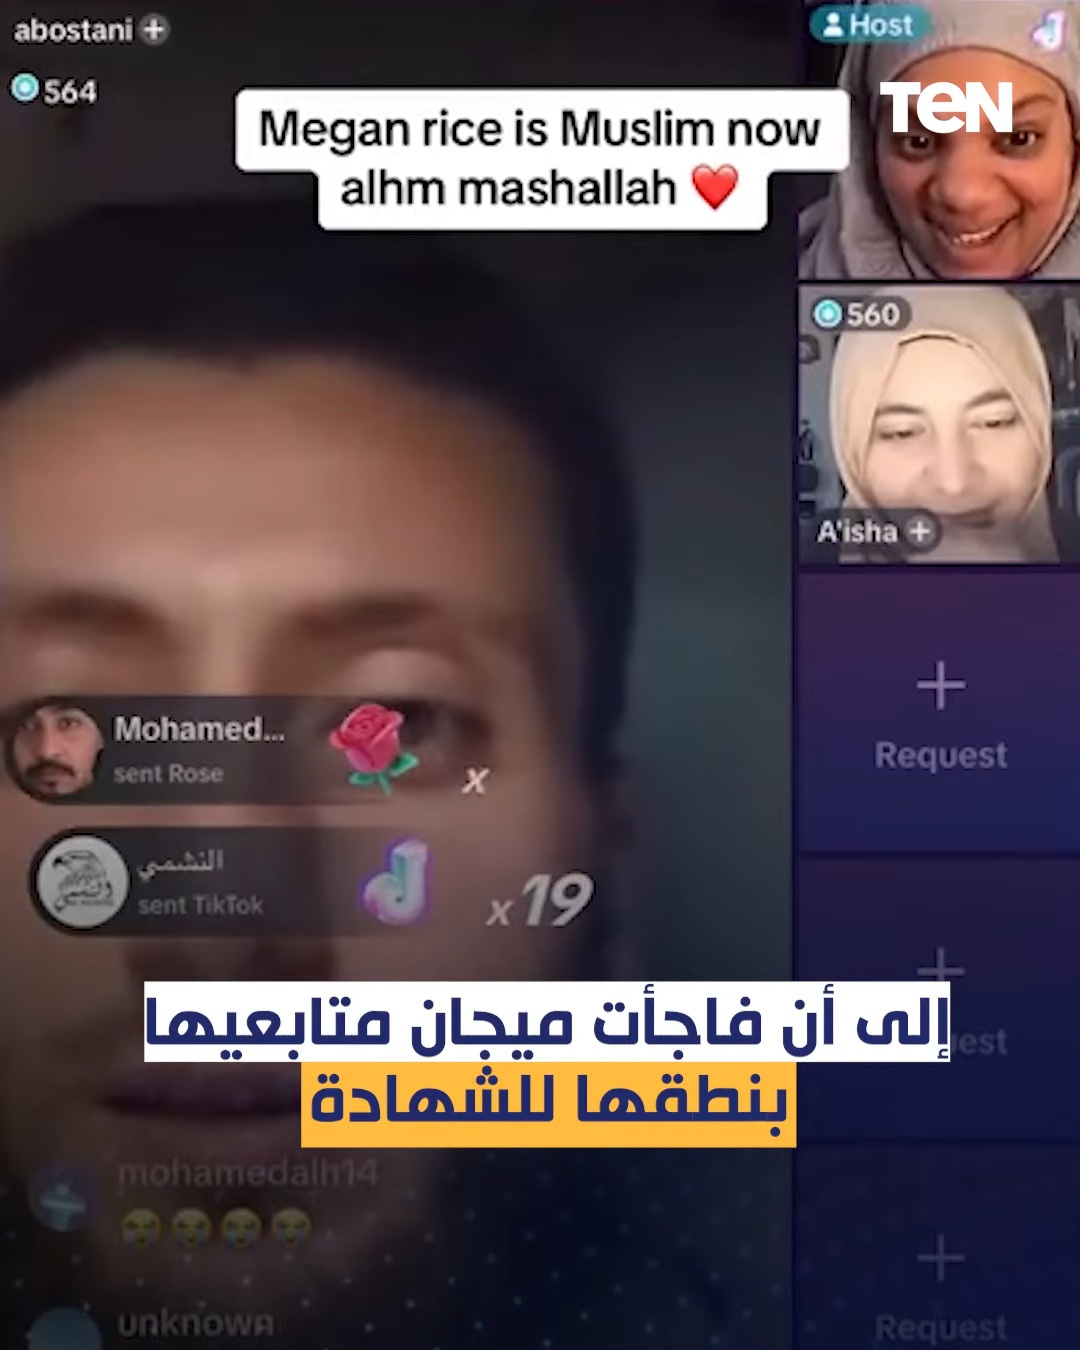 abostani +
564
Host
TEN
Megan rice is Muslim now
alhm mashallah ❤️
560
A'isha +
Request
Mohamed...
sent Rose
x
النشمي
sent TikTok
x19
إلى أن فاجأت ميجان متابعيها
بنطقها للشهادة
mohamedalh14
😭😭😭😭
unknown
Request